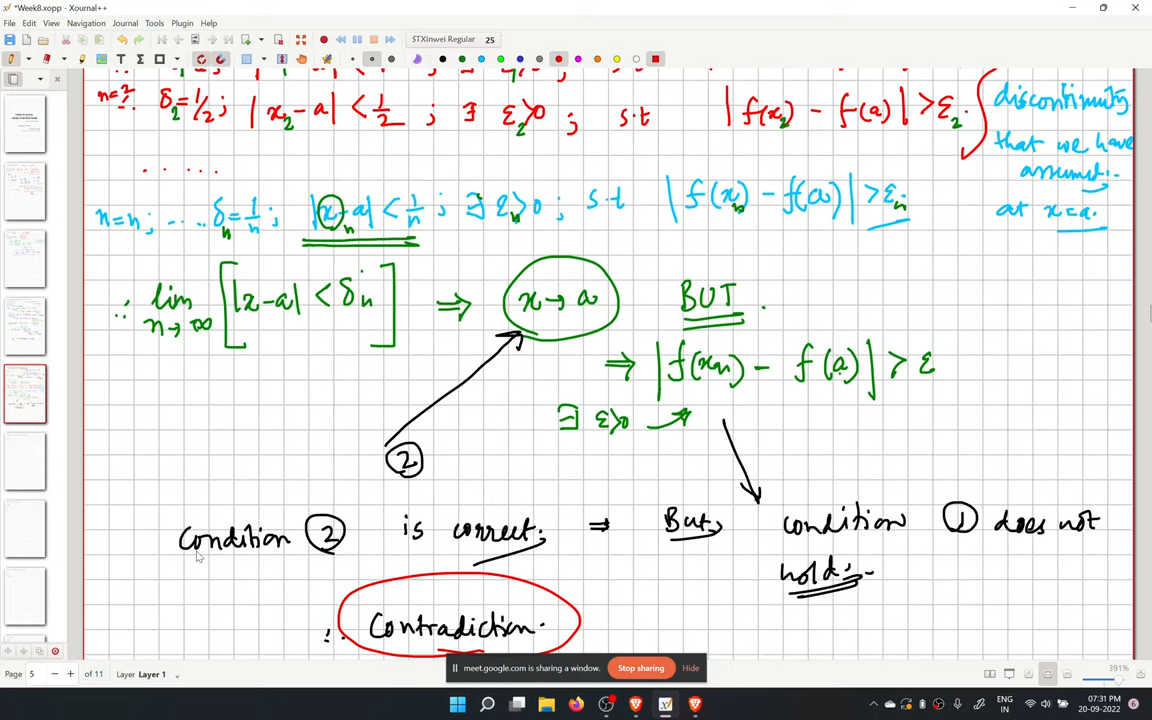 *Week8.xopp - Xournal++
File Edit View Navigation Journal Tools Plugin Help
STXinwei Regular 25
n=2; δ₂=1/2; |x₂-a| < 1/2 ; ∃ ε₂>0 ; s.t |f(x₂) - f(a)| > ε₂.
discontinuity
that we have
assumed.
at x=a.
.......
n=n; .... δₙ=1/n ; |xₙ-a| < 1/n ; ∃ εₙ>0 ; s.t |f(xₙ) - f(a)| > εₙ
∴ lim n→∞ [|x-a| < δₙ] ⇒ x→a BUT .
⇒ |f(xₙ) - f(a)| > ε
∃ ε>0
②
Condition ② is correct. ⇒ But, condition ① does not
hold.
∴ Contradiction.
meet.google.com is sharing a window. Stop sharing Hide
Page 5 of 11 Layer Layer 1
391%
ENG
IN
07:31 PM
20-09-2022
6